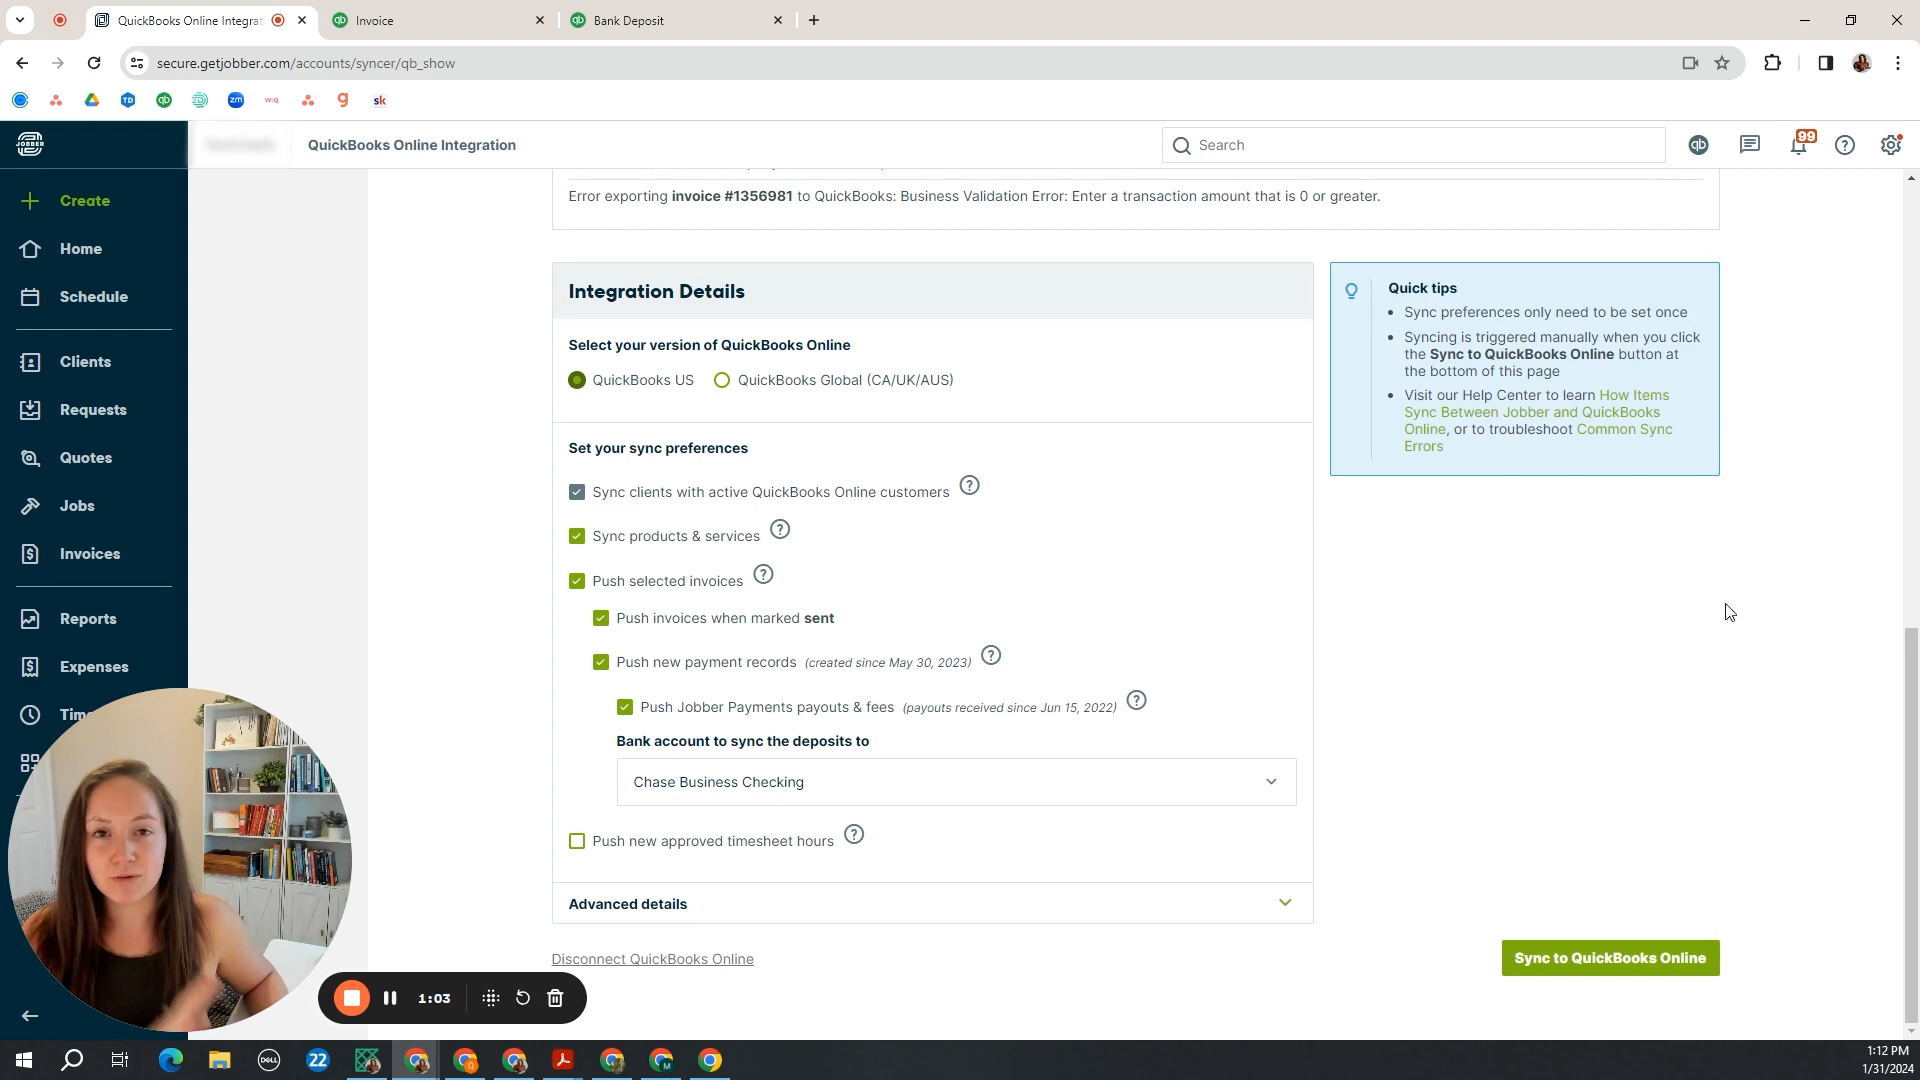 QuickBooks Online Integrat
Invoice
Bank Deposit
secure.getjobber.com/accounts/syncer/qb_show
JOBBER
QuickBooks Online Integration
Search
99
Create
Home
Schedule
Clients
Requests
Quotes
Jobs
Invoices
Reports
Expenses
Time
Error exporting invoice #1356981 to QuickBooks: Business Validation Error: Enter a transaction amount that is 0 or greater.
Integration Details
Select your version of QuickBooks Online
QuickBooks US
QuickBooks Global (CA/UK/AUS)
Set your sync preferences
Sync clients with active QuickBooks Online customers
Sync products & services
Push selected invoices
Push invoices when marked sent
Push new payment records (created since May 30, 2023)
Push Jobber Payments payouts & fees (payouts received since Jun 15, 2022)
Bank account to sync the deposits to
Chase Business Checking
Push new approved timesheet hours
Advanced details
Disconnect QuickBooks Online
Quick tips
Sync preferences only need to be set once
Syncing is triggered manually when you click
the Sync to QuickBooks Online button at
the bottom of this page
Visit our Help Center to learn How Items
Sync Between Jobber and QuickBooks
Online, or to troubleshoot Common Sync
Errors
Sync to QuickBooks Online
1:03
1:12 PM
1/31/2024